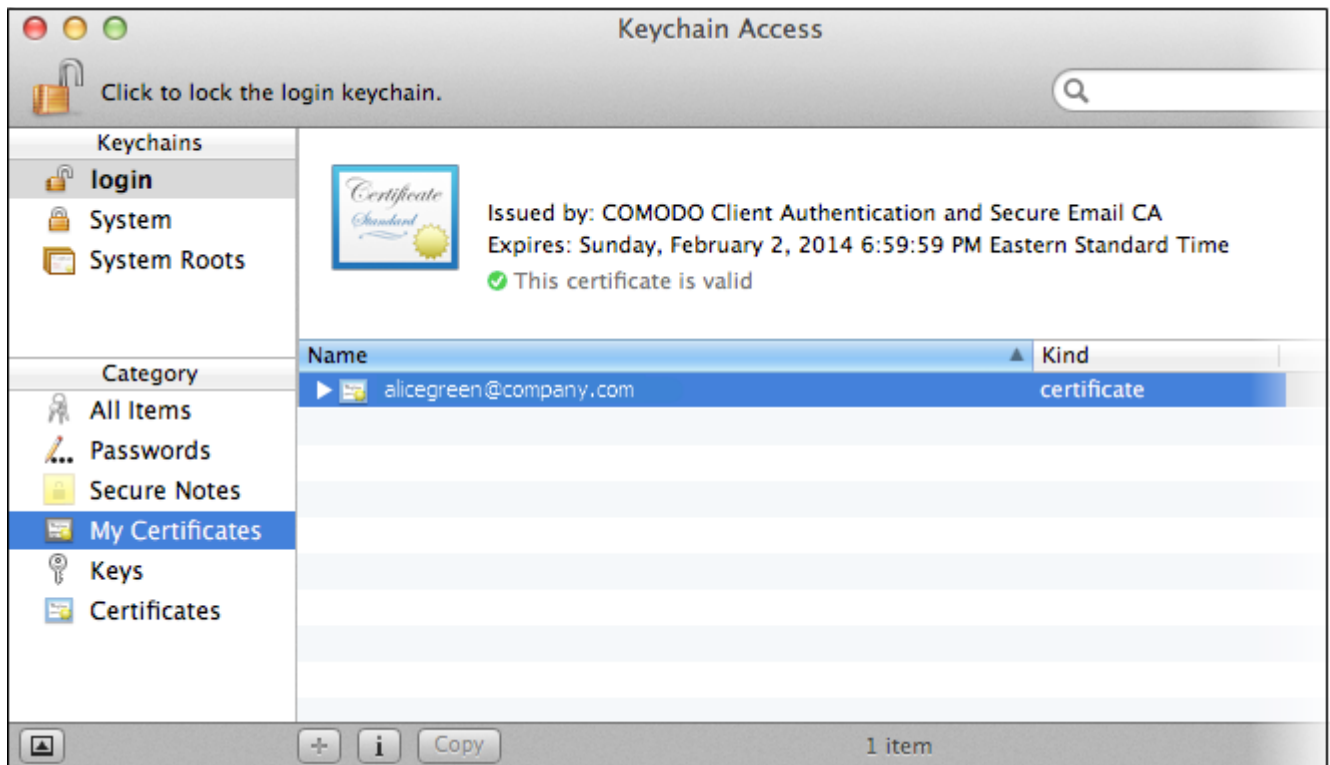 Keychain Access
Click to lock the login keychain.
Keychains
login
System
System Roots
Certificate
Standard
Issued by: COMODO Client Authentication and Secure Email CA
Expires: Sunday, February 2, 2014 6:59:59 PM Eastern Standard Time
This certificate is valid
Name Kind
alicegreen@company.com certificate
Category
All Items
Passwords
Secure Notes
My Certificates
Keys
Certificates
+ i Copy 1 item